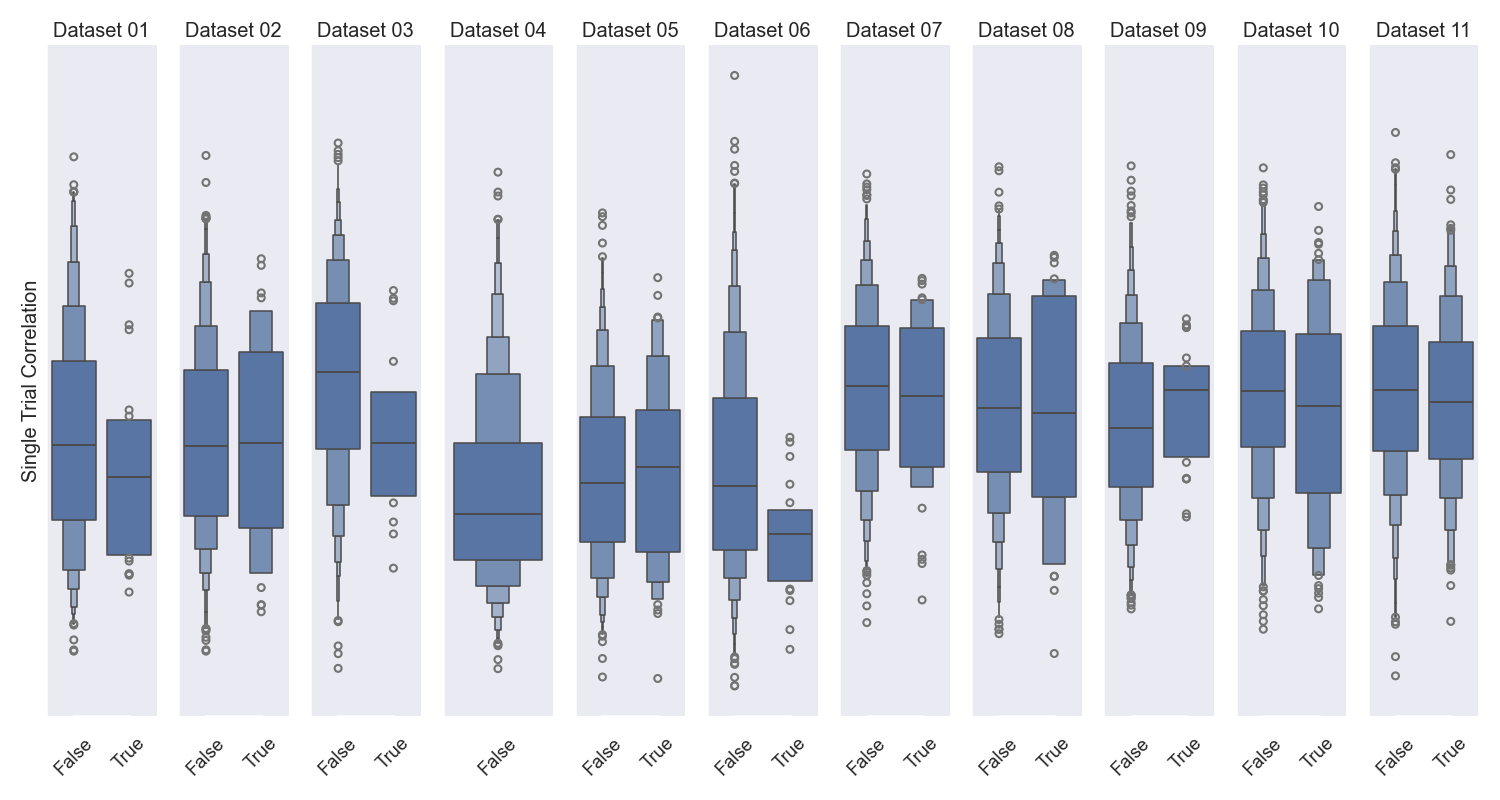 Dataset 01 Dataset 02 Dataset 03 Dataset 04 Dataset 05 Dataset 06 Dataset 07 Dataset 08 Dataset 09 Dataset 10 Dataset 11
Single Trial Correlation
False True False True False True False False True False True False True False True False True False True False True